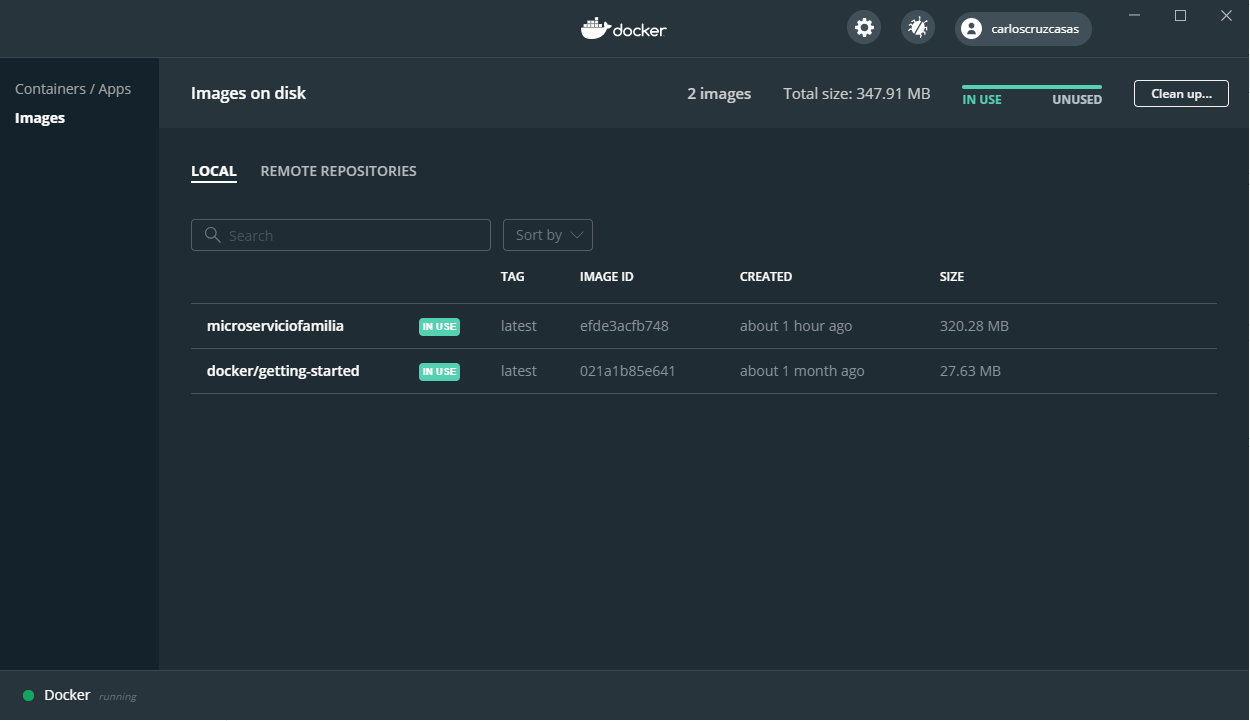 docker
carloscruzcasas
Containers / Apps
Images
Images on disk
2 images
Total size: 347.91 MB
IN USE
UNUSED
Clean up...
LOCAL
REMOTE REPOSITORIES
Search
Sort by
TAG IMAGE ID CREATED SIZE
microserviciofamilia IN USE latest efde3acfb748 about 1 hour ago 320.28 MB
docker/getting-started IN USE latest 021a1b85e641 about 1 month ago 27.63 MB
Docker running